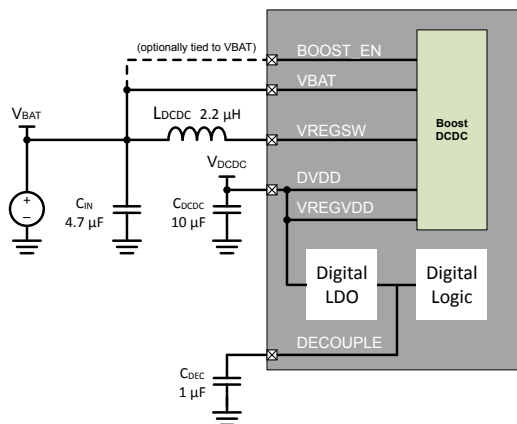 (optionally tied to VBAT)
BOOST_EN
VBAT
VBAT
LDCDC 2.2 μH
VREGSW
Boost
DCDC
VDCDC
DVDD
CIN
4.7 μF
CDCDC
10 μF
VREGVDD
+
–
Digital
LDO
Digital
Logic
DECOUPLE
CDEC
1 μF